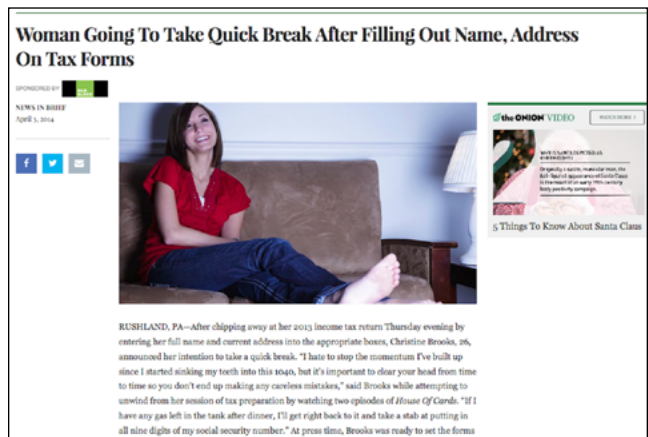 Woman Going To Take Quick Break After Filling Out Name, Address
On Tax Forms
SPONSORED BY
H&R
BLOCK
NEWS IN BRIEF
April 3, 2014
the ONION VIDEO
WATCH MORE >
5 Things To Know About Santa Claus
RUSHLAND, PA—After chipping away at her 2013 income tax return Thursday evening by
entering her full name and current address into the appropriate boxes, Christine Brooks, 26,
announced her intention to take a quick break. “I hate to stop the momentum I’ve built up
since I started sinking my teeth into this 1040, but it’s important to clear your head from time
to time so you don’t end up making any careless mistakes,” said Brooks while attempting to
unwind from her session of tax preparation by watching two episodes of House Of Cards. “If I
have any gas left in the tank after dinner, I’ll get right back to it and take a stab at putting in
all nine digits of my social security number.” At press time, Brooks was ready to set the forms